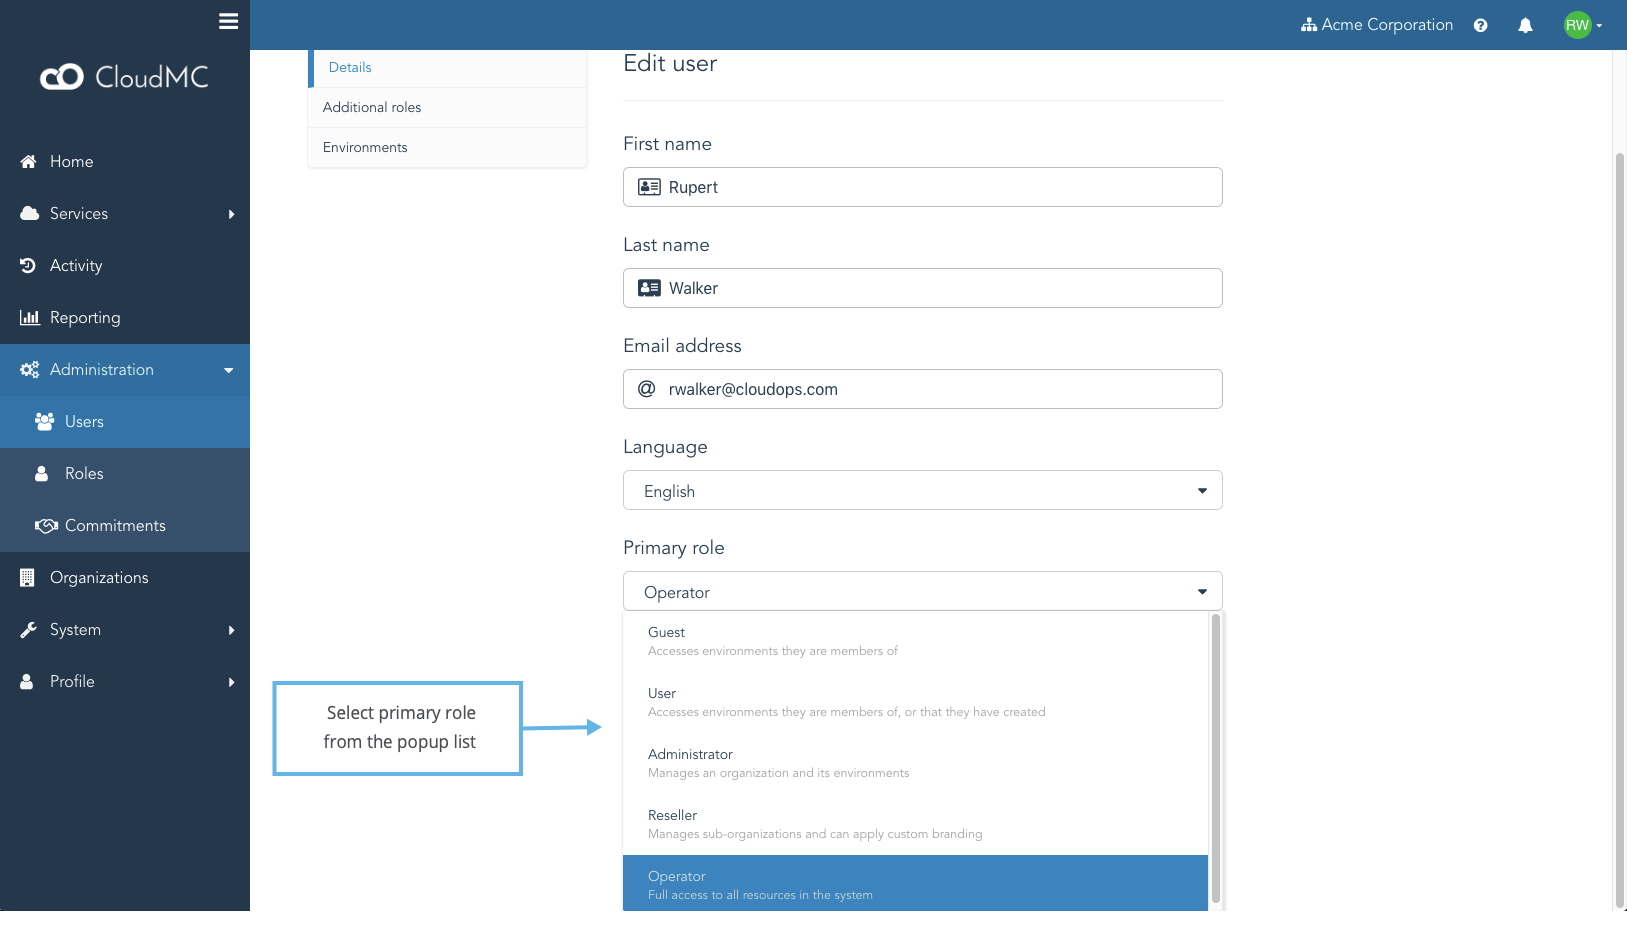 Acme Corporation
RW
CloudMC
Home
Services
Activity
Reporting
Administration
Users
Roles
Commitments
Organizations
System
Profile
Details
Additional roles
Environments
Edit user
First name
Rupert
Last name
Walker
Email address
@ rwalker@cloudops.com
Language
English
Primary role
Operator
Guest
Accesses environments they are members of
User
Accesses environments they are members of, or that they have created
Administrator
Manages an organization and its environments
Reseller
Manages sub-organizations and can apply custom branding
Operator
Full access to all resources in the system
Select primary role
from the popup list